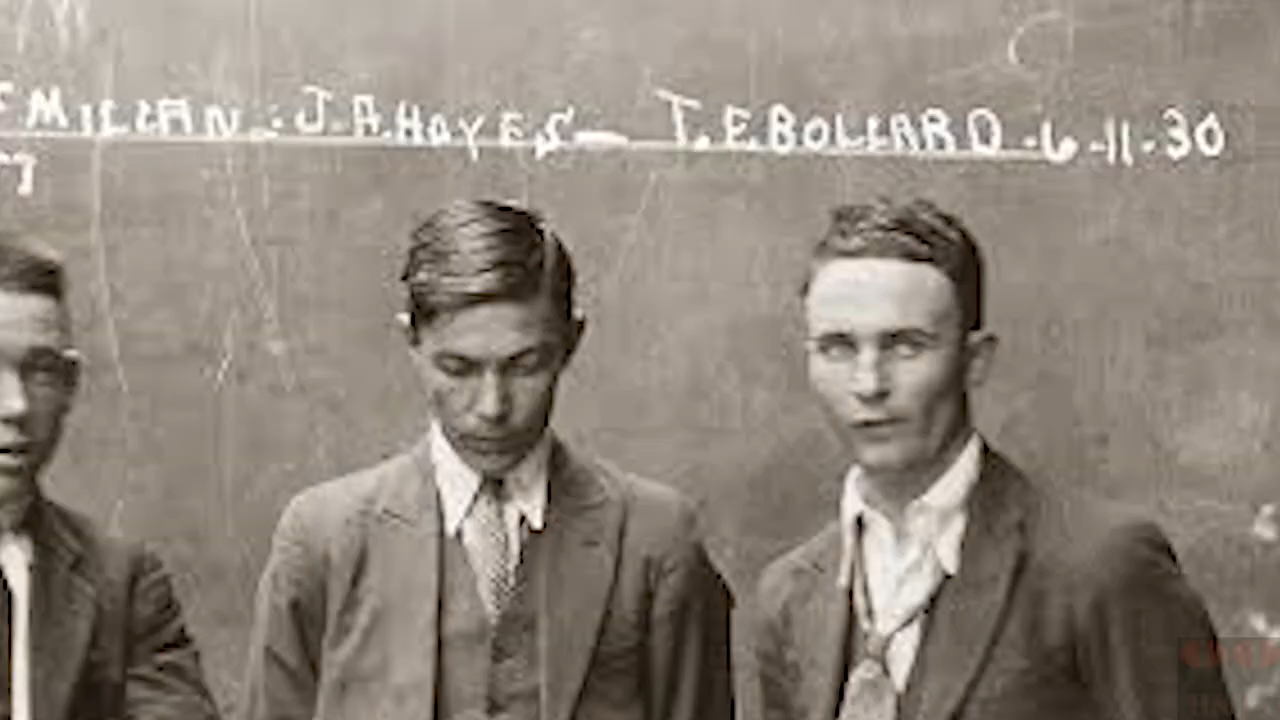 MILLAN : J.A.HAYES — T.E.BOLLARD - 6-11-30